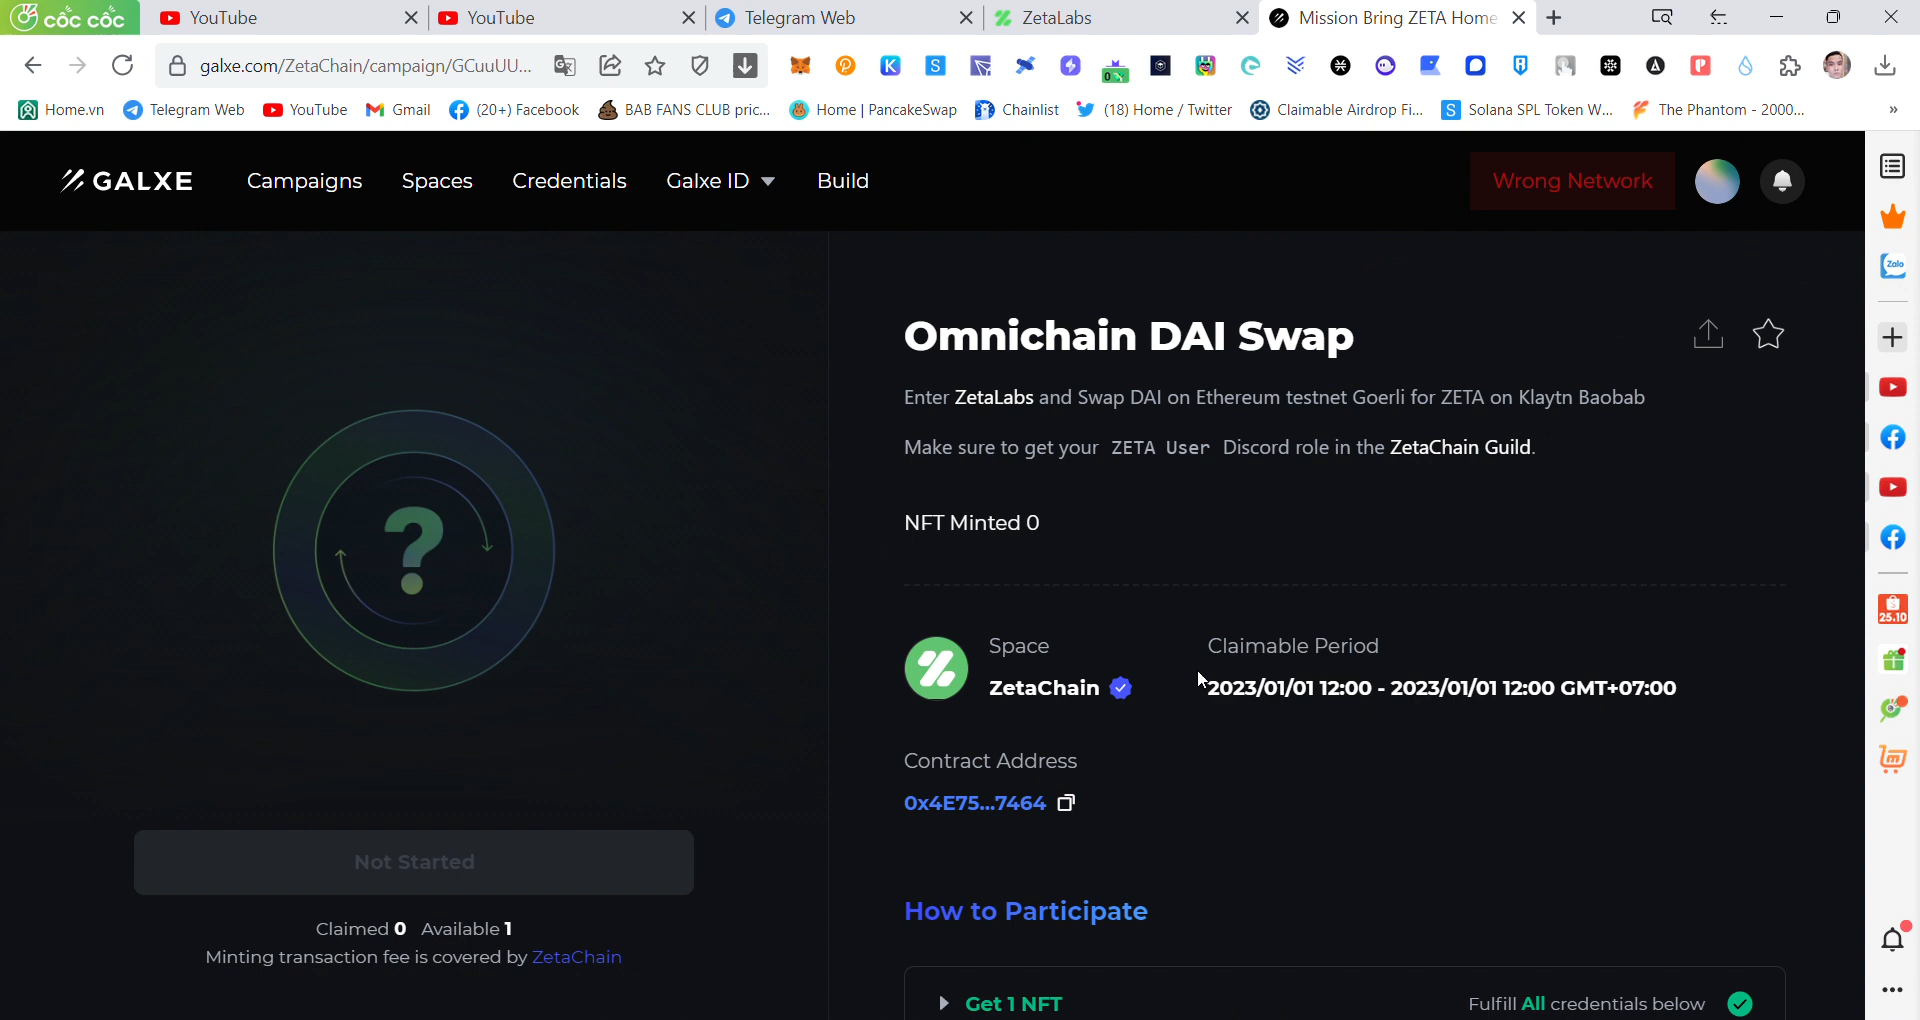 cốc cốc
YouTube
YouTube
Telegram Web
ZetaLabs
Mission Bring ZETA Home
galxe.com/ZetaChain/campaign/GCuuUU...
Home.vn
Telegram Web
YouTube
Gmail
(20+) Facebook
BAB FANS CLUB pric...
Home | PancakeSwap
Chainlist
(18) Home / Twitter
Claimable Airdrop Fi...
Solana SPL Token W...
The Phantom - 2000...
»
GALXE
Campaigns
Spaces
Credentials
Galxe ID
Build
Wrong Network
Zalo
Omnichain DAI Swap
Enter ZetaLabs and Swap DAI on Ethereum testnet Goerli for ZETA on Klaytn Baobab
Make sure to get your ZETA User Discord role in the ZetaChain Guild.
NFT Minted 0
?
Space
ZetaChain
Claimable Period
2023/01/01 12:00 - 2023/01/01 12:00 GMT+07:00
25.10
Contract Address
0x4E75...7464
Not Started
Claimed 0 Available 1
Minting transaction fee is covered by ZetaChain
How to Participate
Get 1 NFT
Fulfill All credentials below